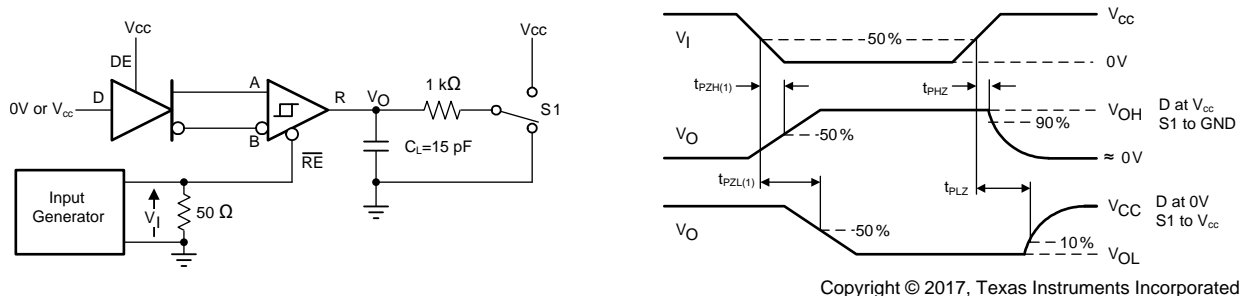 Vcc
DE
D
0V or Vcc
A
B
R
VO
RE
1 kΩ
CL=15 pF
Vcc
S1
Input
Generator
VI
50 Ω
VI
50%
Vcc
0V
tPZH(1)
tPHZ
VO
50%
VOH
90%
≈ 0V
D at Vcc
S1 to GND
tPZL(1)
tPLZ
VO
50%
VCC
10%
VOL
D at 0V
S1 to Vcc
Copyright © 2017, Texas Instruments Incorporated